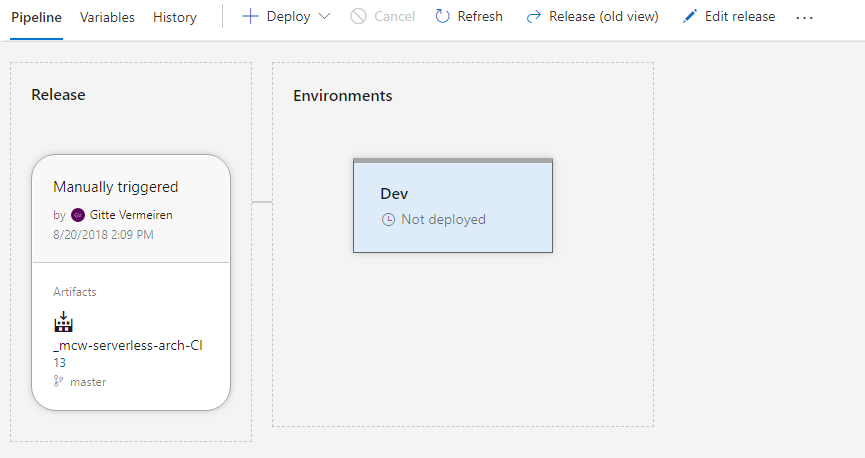 Pipeline Variables History Deploy Cancel Refresh Release (old view) Edit release ...
Release
Manually triggered
by GV Gitte Vermeiren
8/20/2018 2:09 PM
Artifacts
_mcw-serverless-arch-CI
13
master
Environments
Dev
Not deployed